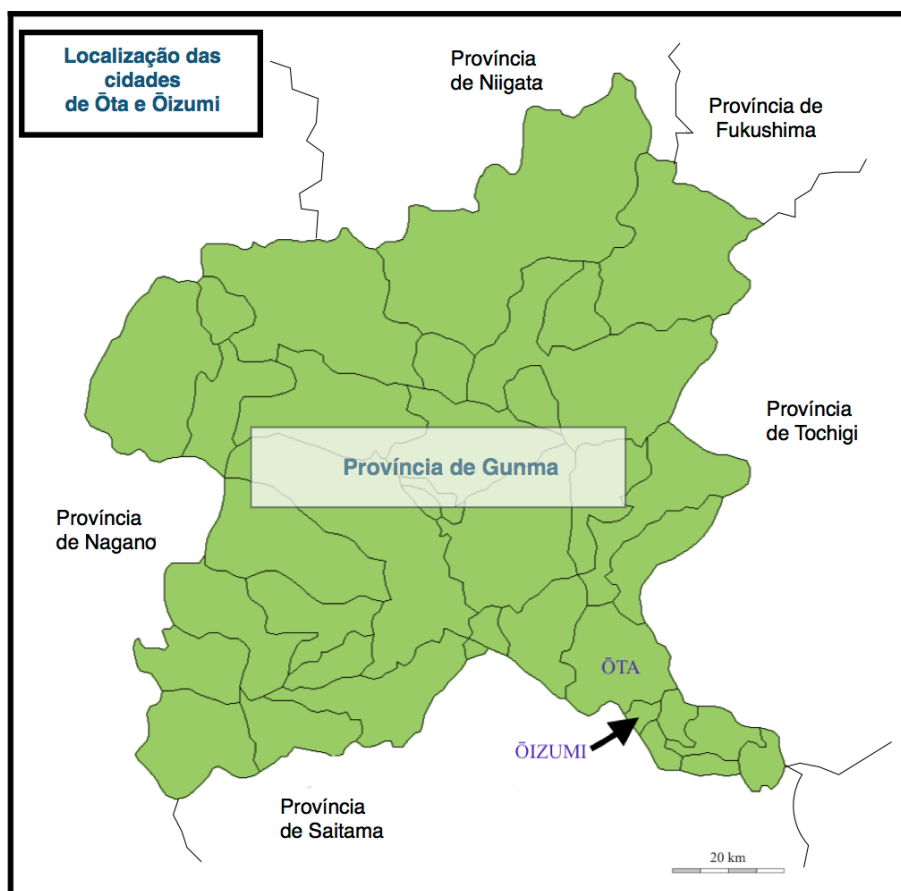 Localização das
cidades
de Ōta e Ōizumi
Província
de Niigata
Província de
Fukushima
Província
de Tochigi
Província de Gunma
Província
de Nagano
ŌTA
ŌIZUMI
Província
de Saitama
20 km